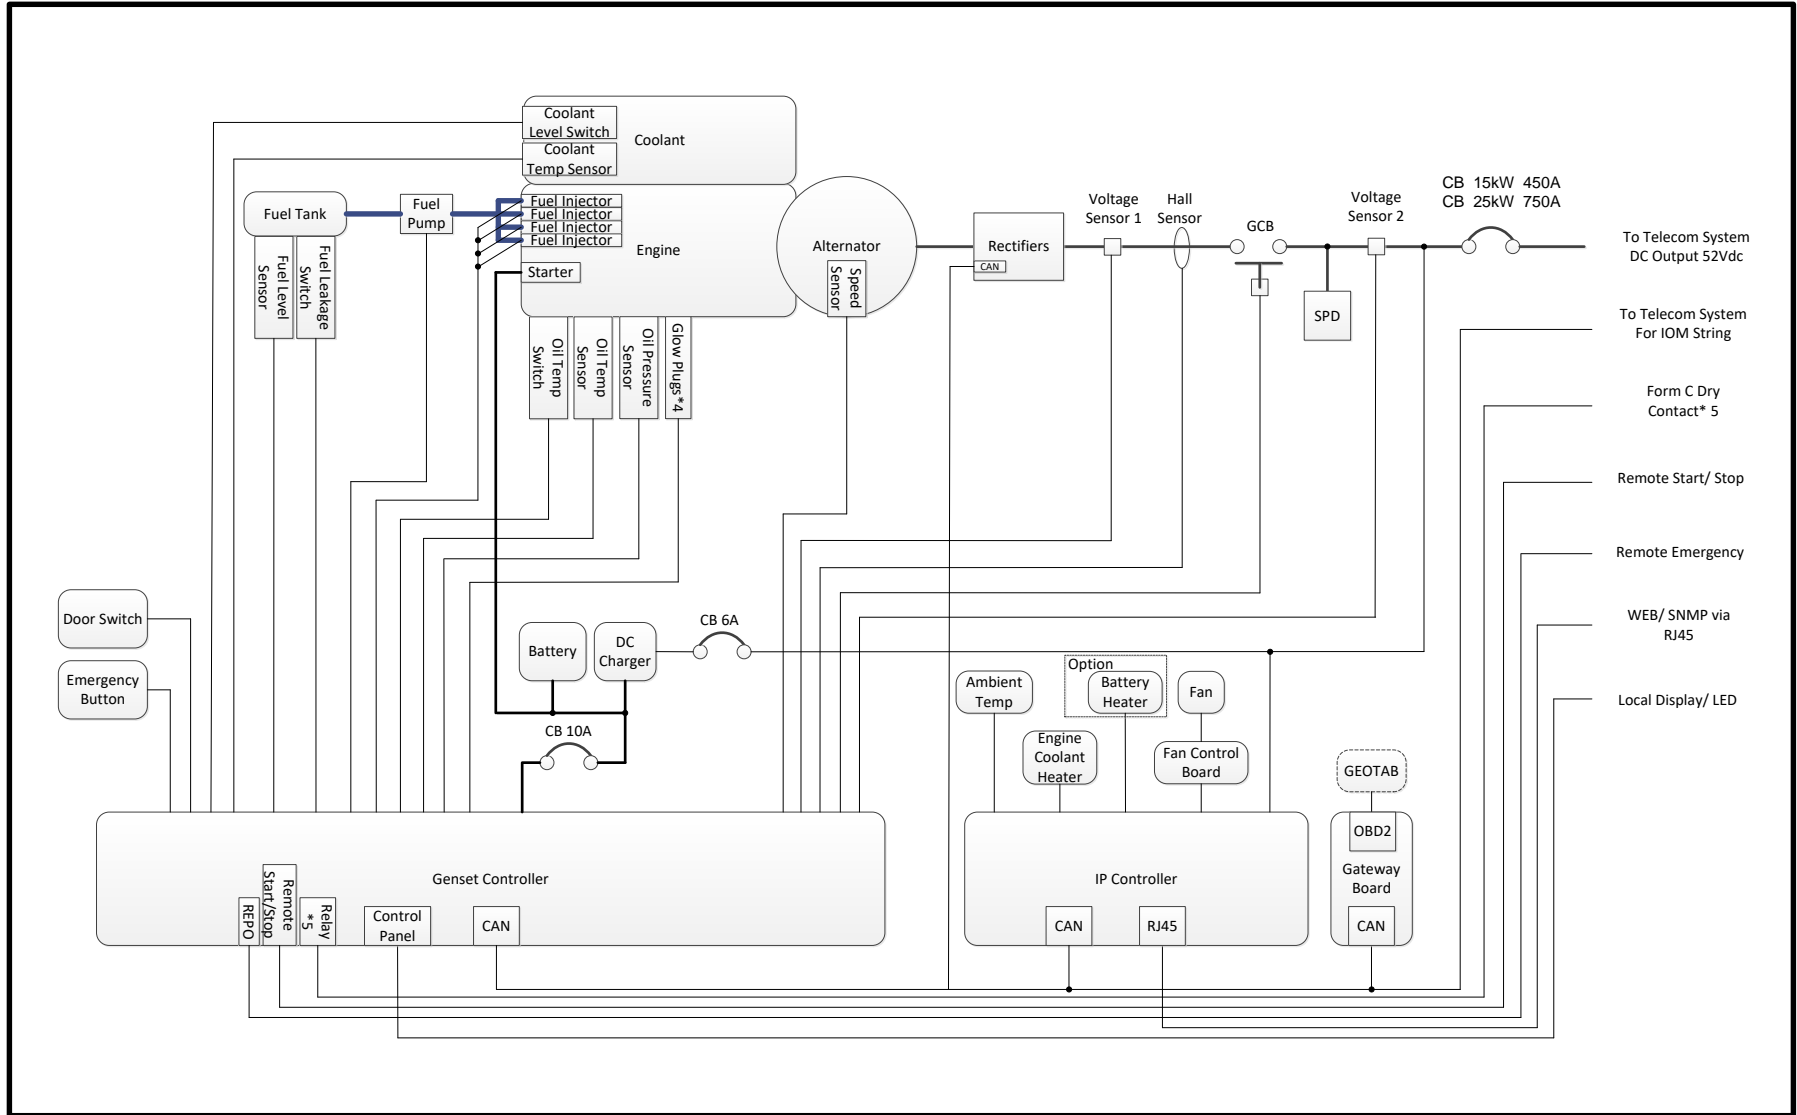 Coolant
Level Switch
Coolant
Temp Sensor
Coolant
Fuel Tank
Fuel
Pump
Fuel Injector
Fuel Injector
Fuel Injector
Fuel Injector
Engine
Starter
Alternator
Speed
Sensor
Rectifiers
CAN
Voltage
Sensor 1
Hall
Sensor
GCB
Voltage
Sensor 2
CB 15kW 450A
CB 25kW 750A
SPD
To Telecom System
DC Output 52Vdc
To Telecom System
For IOM String
Form C Dry
Contact* 5
Remote Start/ Stop
Remote Emergency
WEB/ SNMP via
RJ45
Local Display/ LED
Fuel Level
Sensor
Fuel Leakage
Switch
Oil Temp
Switch
Oil Temp
Sensor
Oil Pressure
Sensor
Glow Plugs*4
Door Switch
Emergency
Button
Battery
DC
Charger
CB 6A
CB 10A
Ambient
Temp
Engine
Coolant
Heater
Option
Battery
Heater
Fan
Fan Control
Board
GEOTAB
OBD2
Gateway
Board
CAN
Genset Controller
REPO
Remote
Start/Stop
Relay
*5
Control
Panel
CAN
IP Controller
CAN
RJ45